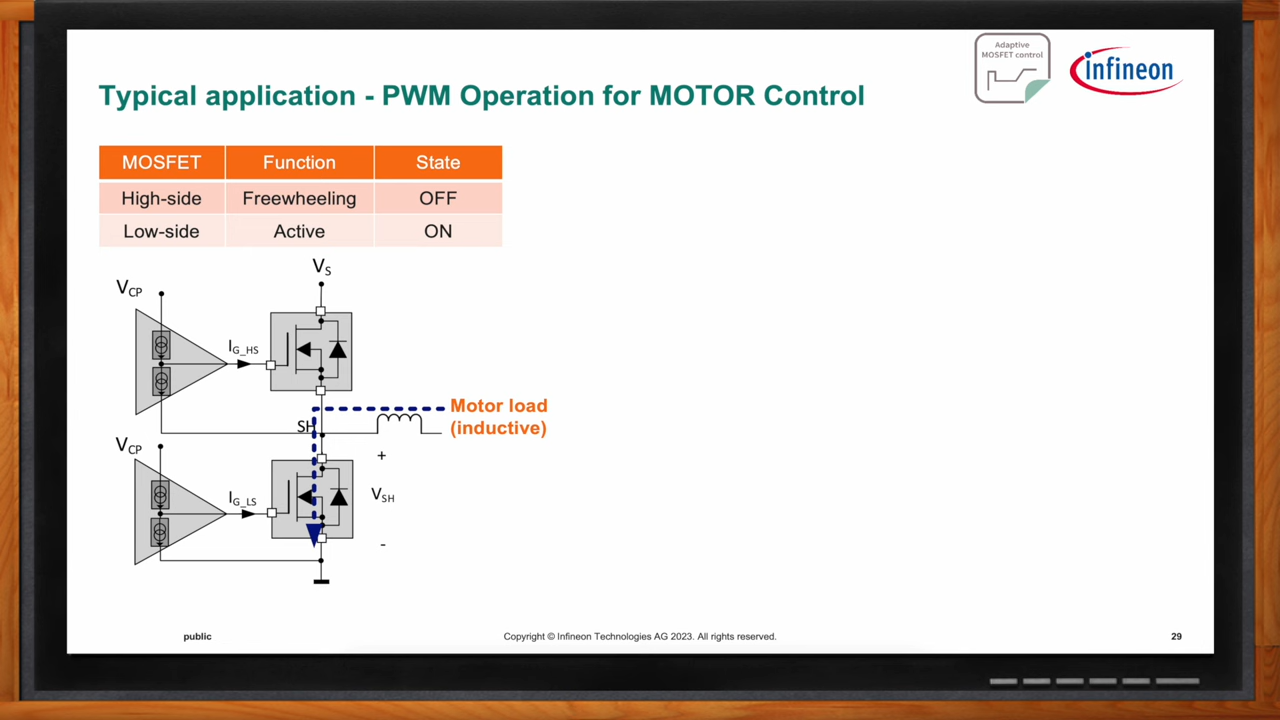 Adaptive
MOSFET control
infineon
Typical application - PWM Operation for MOTOR Control
MOSFET Function State
High-side Freewheeling OFF
Low-side Active ON
VS
VCP
IG_HS
Motor load
(inductive)
SH
VCP
+
IG_LS
VSH
-
public
Copyright © Infineon Technologies AG 2023. All rights reserved.
29